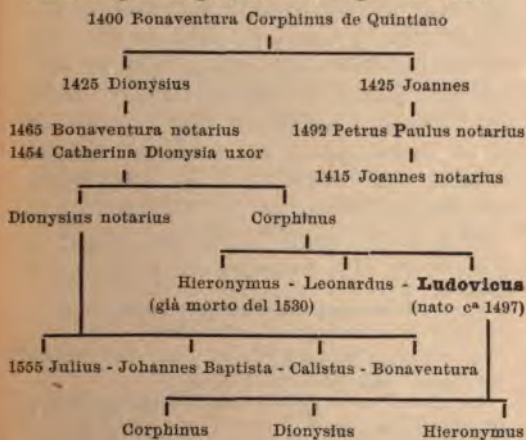 1400 Bonaventura Corphinus de Quintiano
1425 Dionysius 1425 Joannes
1465 Bonaventura notarius 1492 Petrus Paulus notarius
1454 Catherina Dionysia uxor
1415 Joannes notarius
Dionysius notarius Corphinus
Hieronymus - Leonardus - Ludovicus
(già morto del 1530) (nato cª 1497)
1555 Julius - Johannes Baptista - Calistus - Bonaventura
Corphinus Dionysius Hieronymus